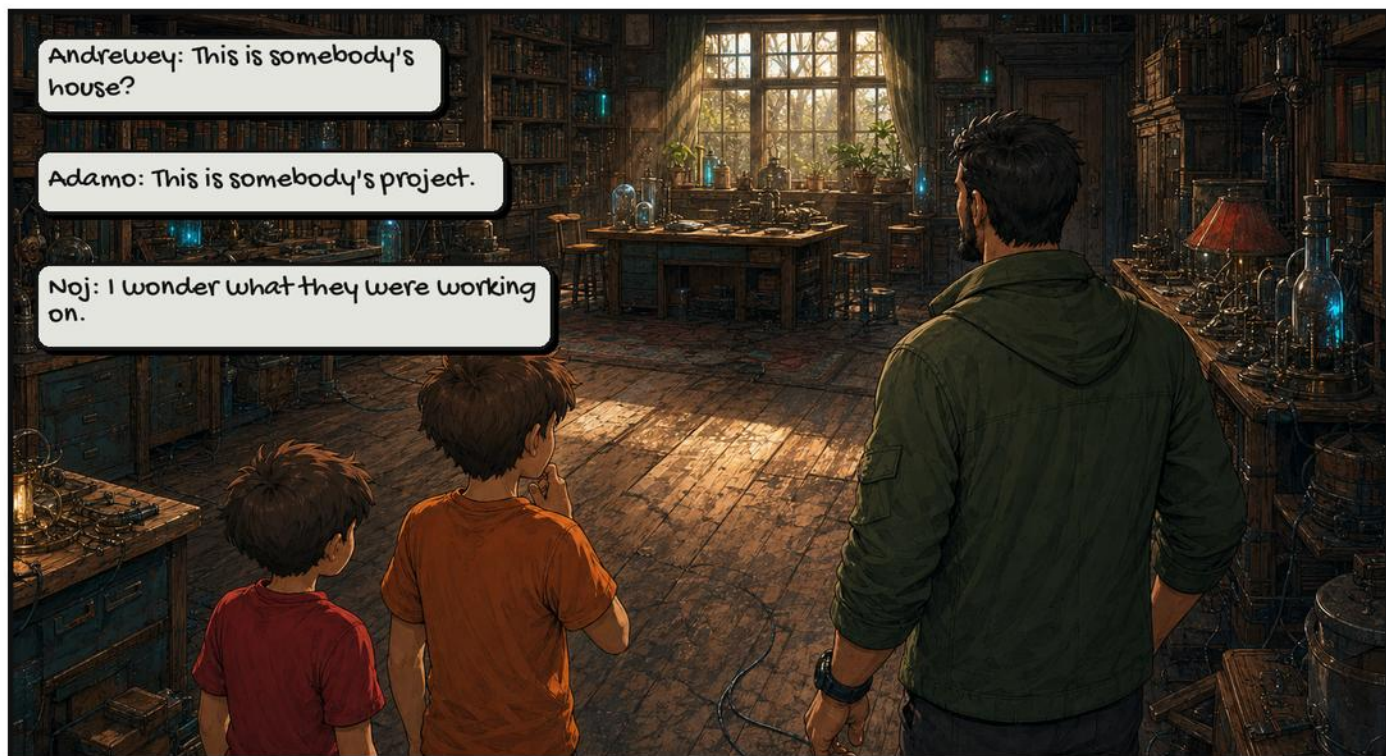 Andrewey: This is somebody's
house?
Adamo: This is somebody's project.
Noj: I wonder what they were working
on.